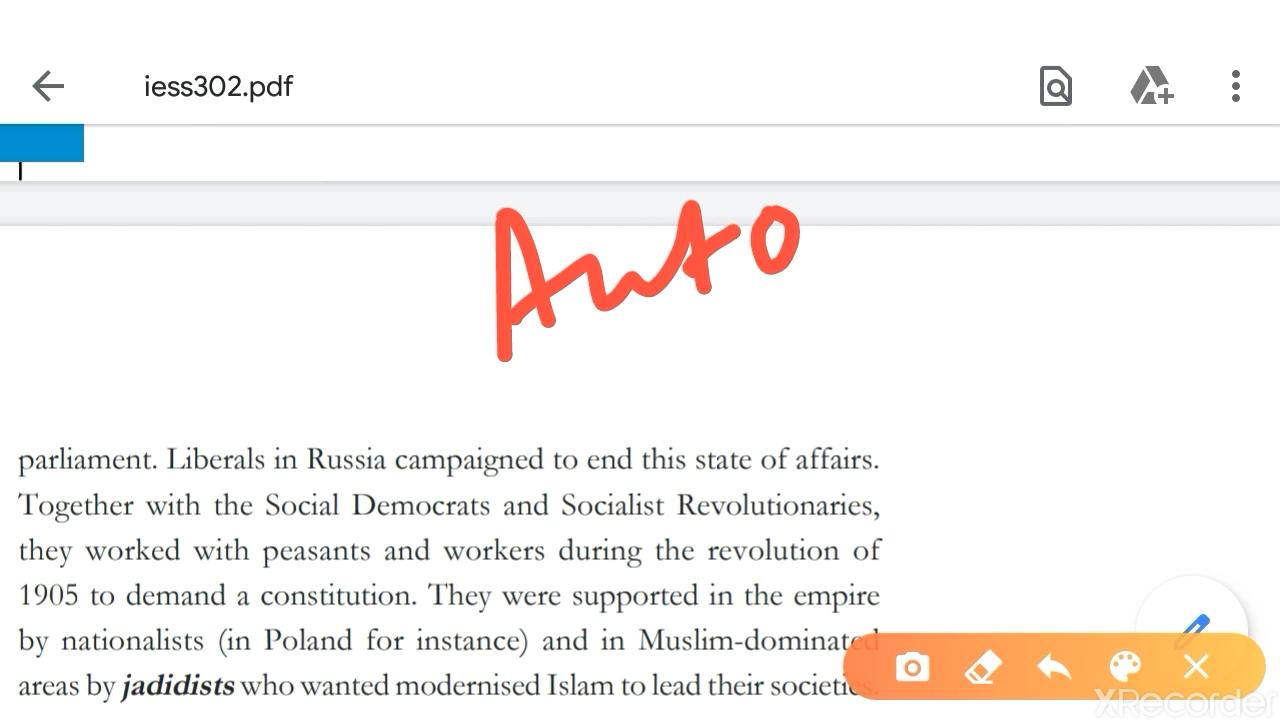 iess302.pdf
Auto
parliament. Liberals in Russia campaigned to end this state of affairs.
Together with the Social Democrats and Socialist Revolutionaries,
they worked with peasants and workers during the revolution of
1905 to demand a constitution. They were supported in the empire
by nationalists (in Poland for instance) and in Muslim-dominated
areas by jadidists who wanted modernised Islam to lead their societies.
XRecorder